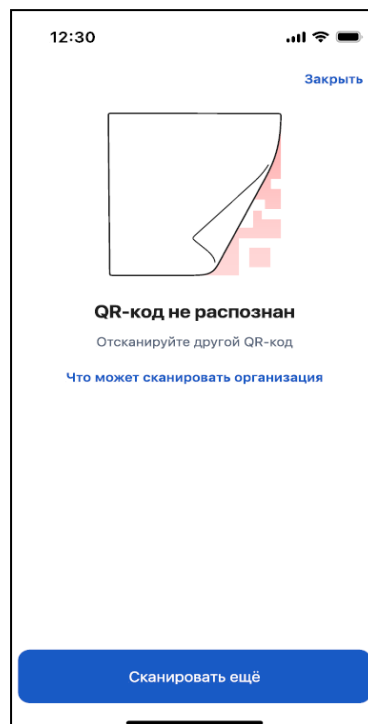 12:30
Закрыть
QR-код не распознан
Отсканируйте другой QR-код
Что может сканировать организация
Сканировать ещё